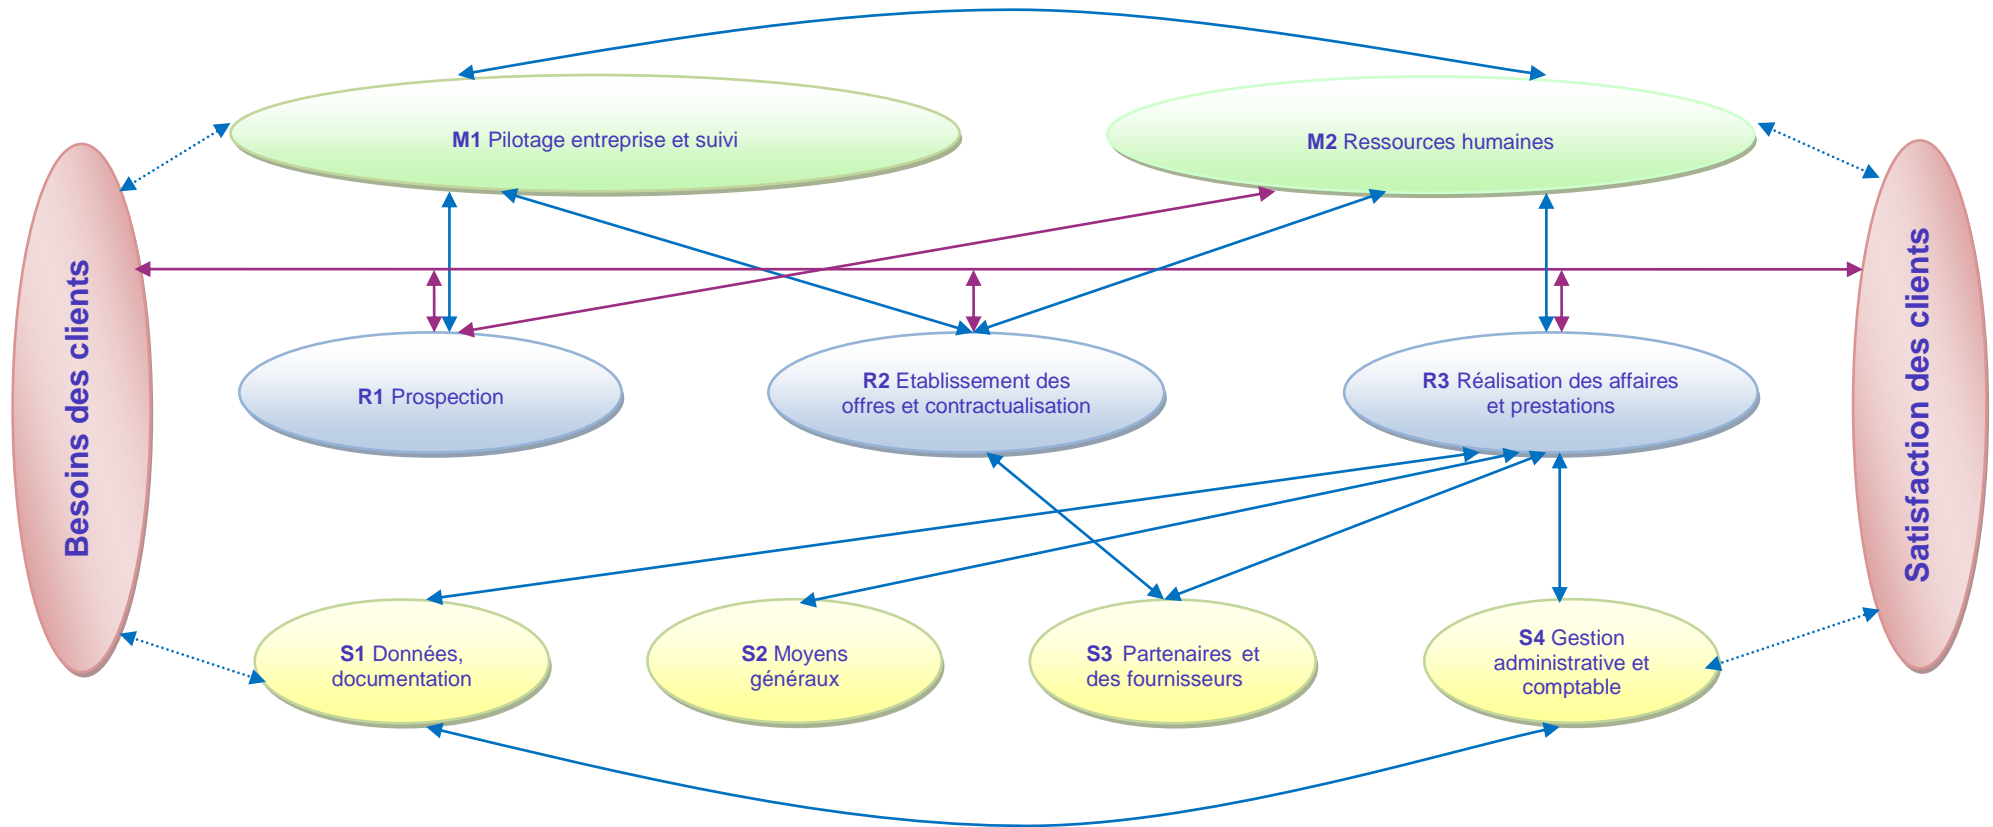 M1 Pilotage entreprise et suivi
M2 Ressources humaines
Besoins des clients
Satisfaction des clients
R1 Prospection
R2 Etablissement des
offres et contractualisation
R3 Réalisation des affaires
et prestations
S1 Données,
documentation
S2 Moyens
généraux
S3 Partenaires et
des fournisseurs
S4 Gestion
administrative et
comptable